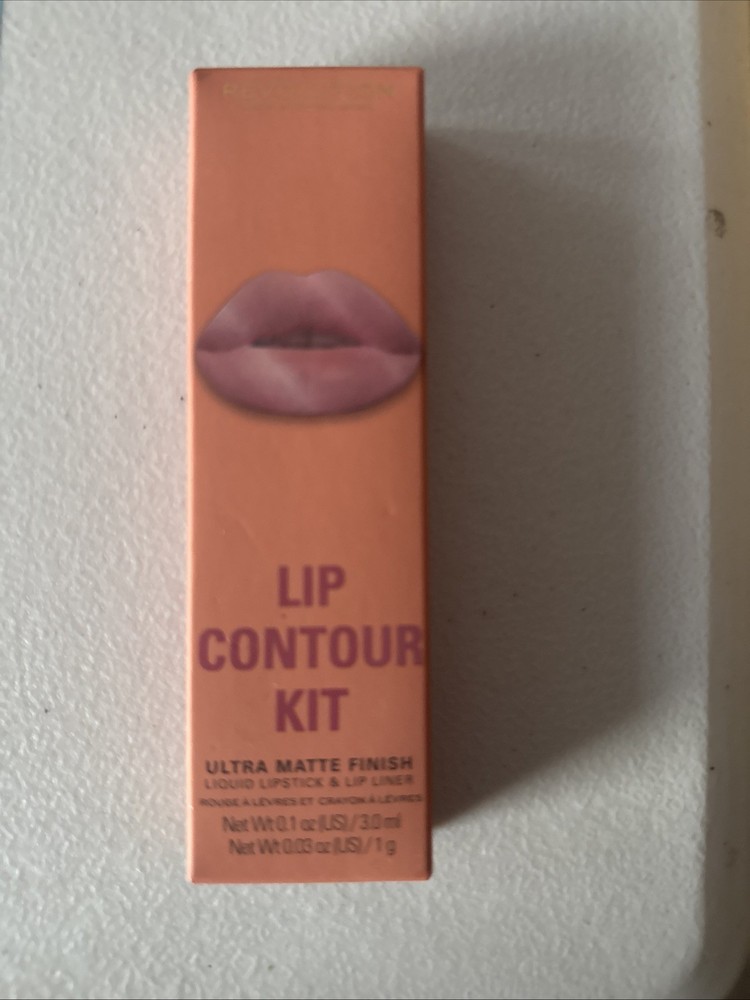 REVOLUTION
LIP
CONTOUR
KIT
ULTRA MATTE FINISH
LIQUID LIPSTICK & LIP LINER
ROUGE À LÈVRES ET CRAYON À LÈVRES
Net Wt 0.1 oz (US) / 3.0 ml
Net Wt 0.03 oz (US) / 1 g